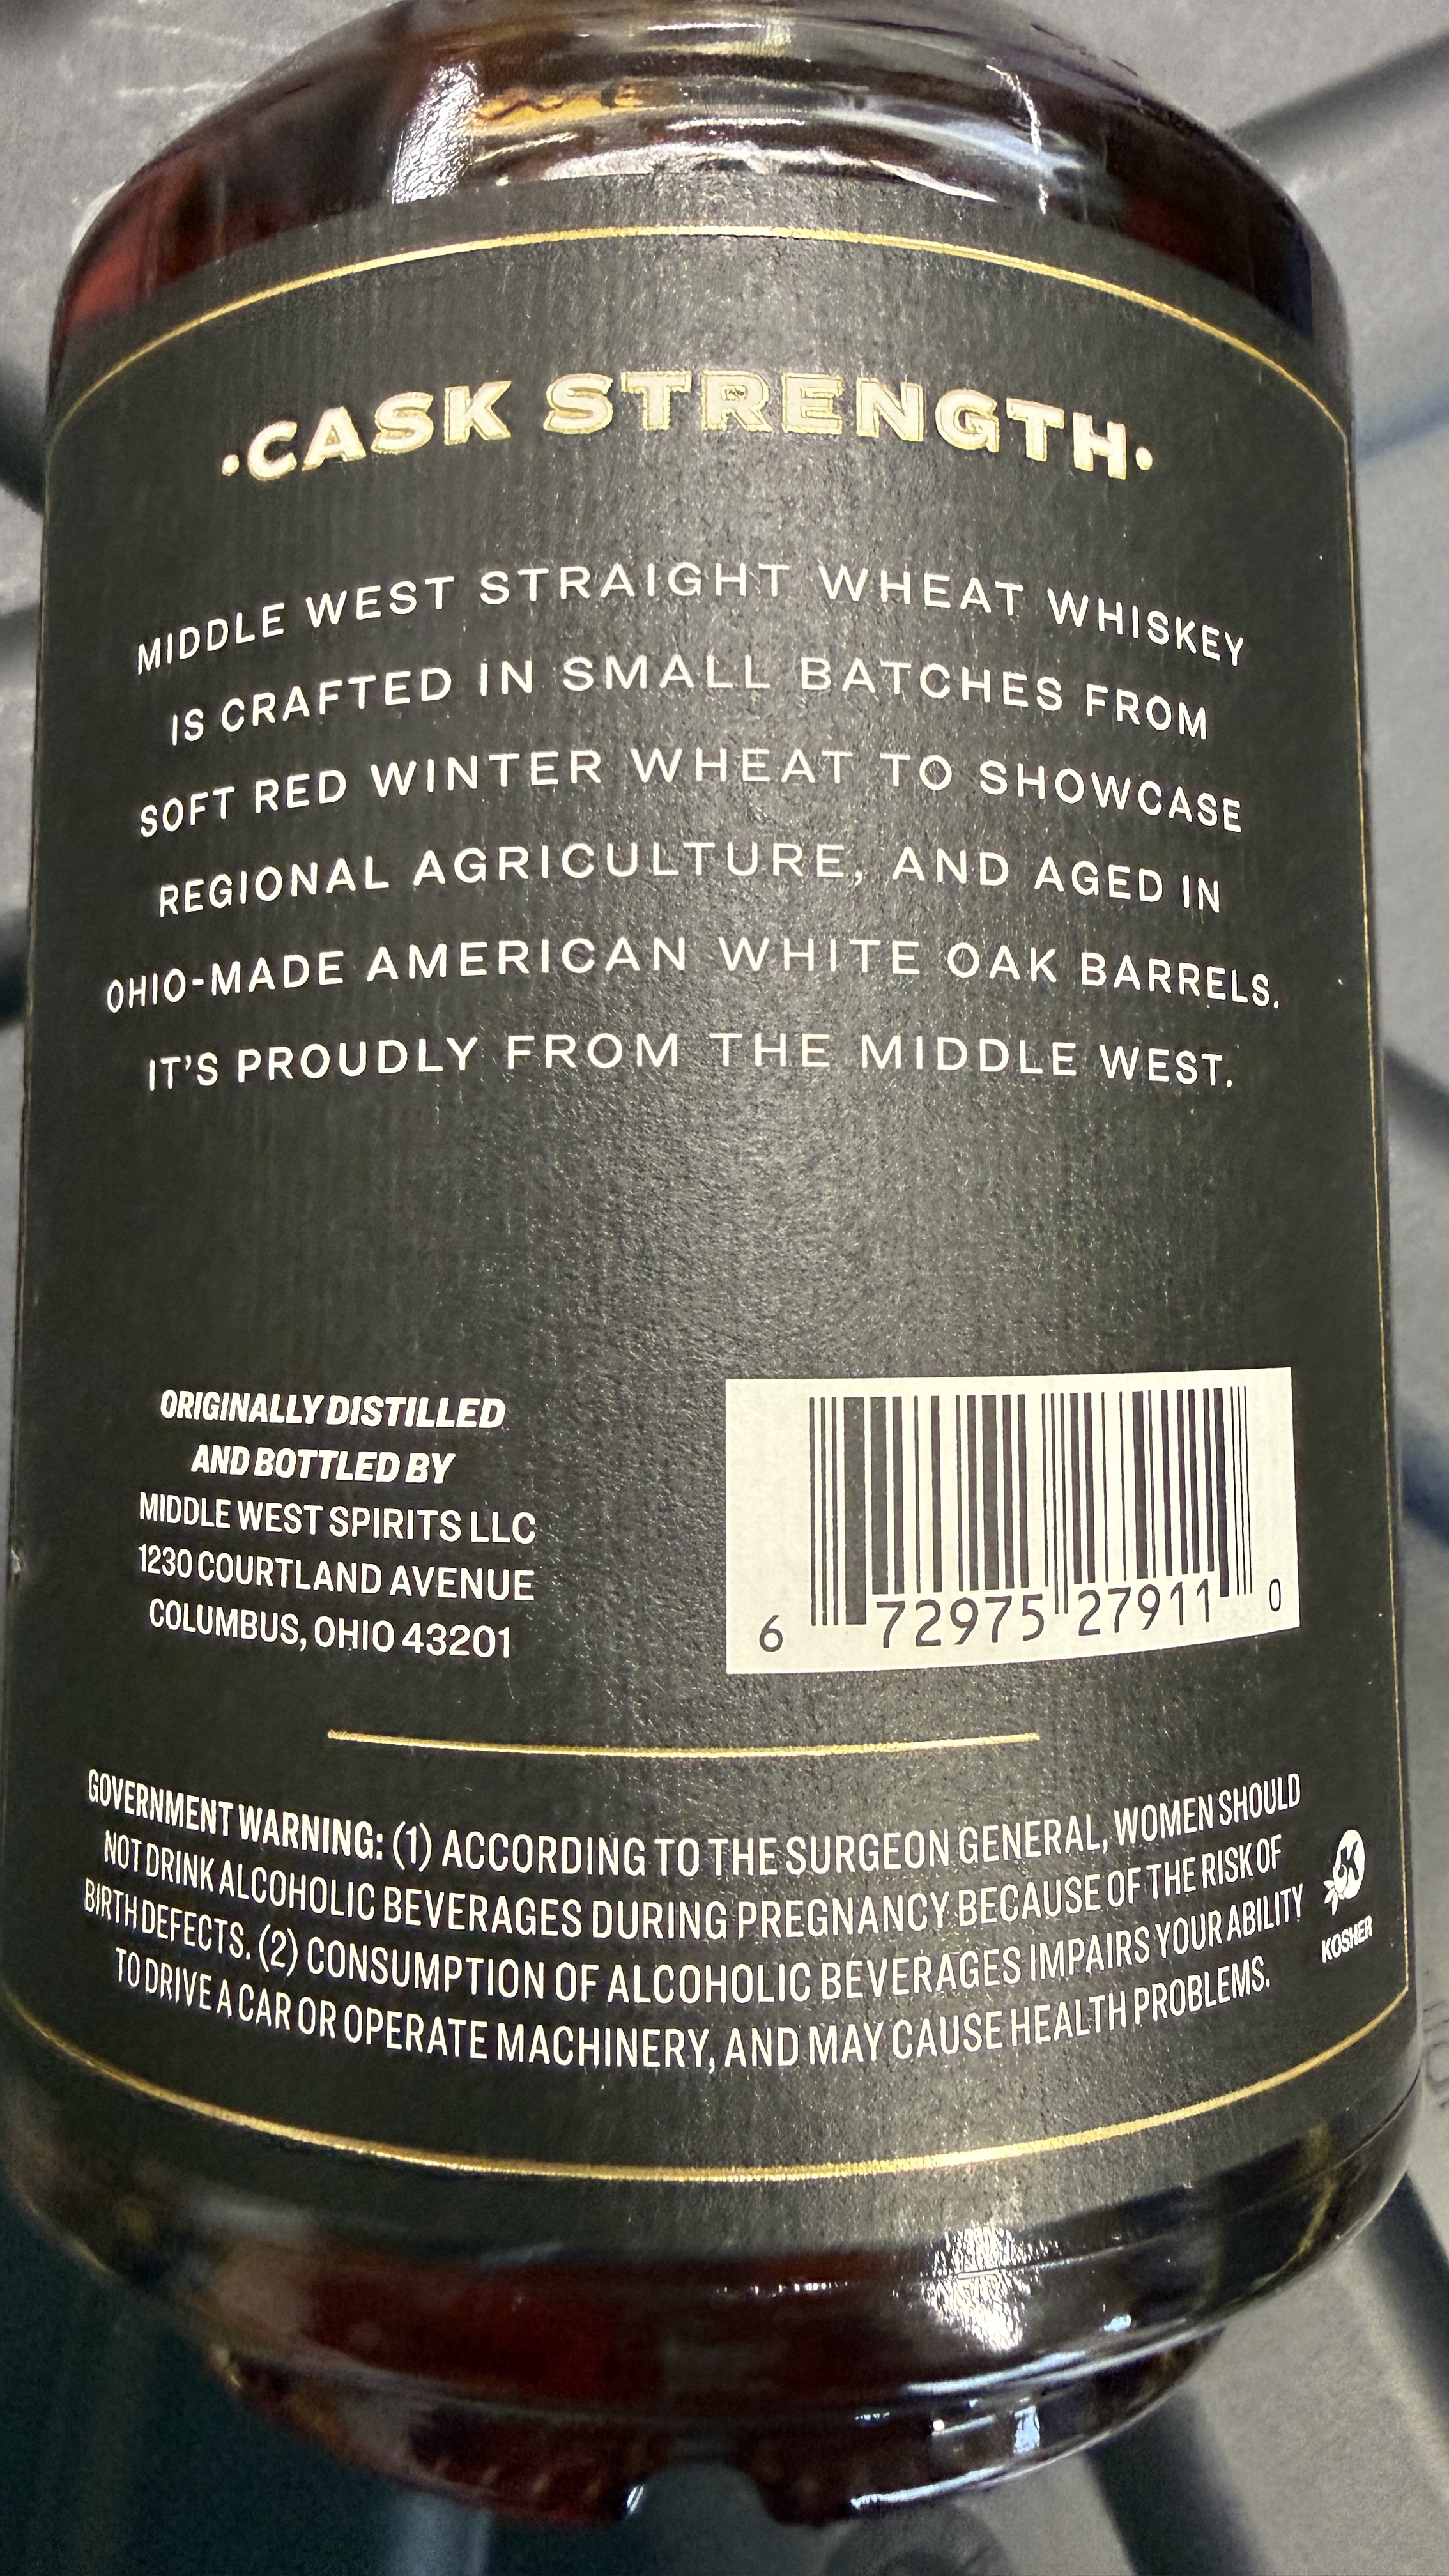 ·CASK STRENGTH·
MIDDLE WEST STRAIGHT WHEAT WHISKEY
IS CRAFTED IN SMALL BATCHES FROM
SOFT RED WINTER WHEAT TO SHOWCASE
REGIONAL AGRICULTURE, AND AGED IN
OHIO-MADE AMERICAN WHITE OAK BARRELS.
IT'S PROUDLY FROM THE MIDDLE WEST.
ORIGINALLY DISTILLED
AND BOTTLED BY
MIDDLE WEST SPIRITS LLC
1230 COURTLAND AVENUE
COLUMBUS, OHIO 43201
6 72975 27911 0
GOVERNMENT WARNING: (1) ACCORDING TO THE SURGEON GENERAL, WOMEN SHOULD
NOT DRINK ALCOHOLIC BEVERAGES DURING PREGNANCY BECAUSE OF THE RISK OF
BIRTH DEFECTS. (2) CONSUMPTION OF ALCOHOLIC BEVERAGES IMPAIRS YOUR ABILITY
TO DRIVE A CAR OR OPERATE MACHINERY, AND MAY CAUSE HEALTH PROBLEMS.
KOSHER